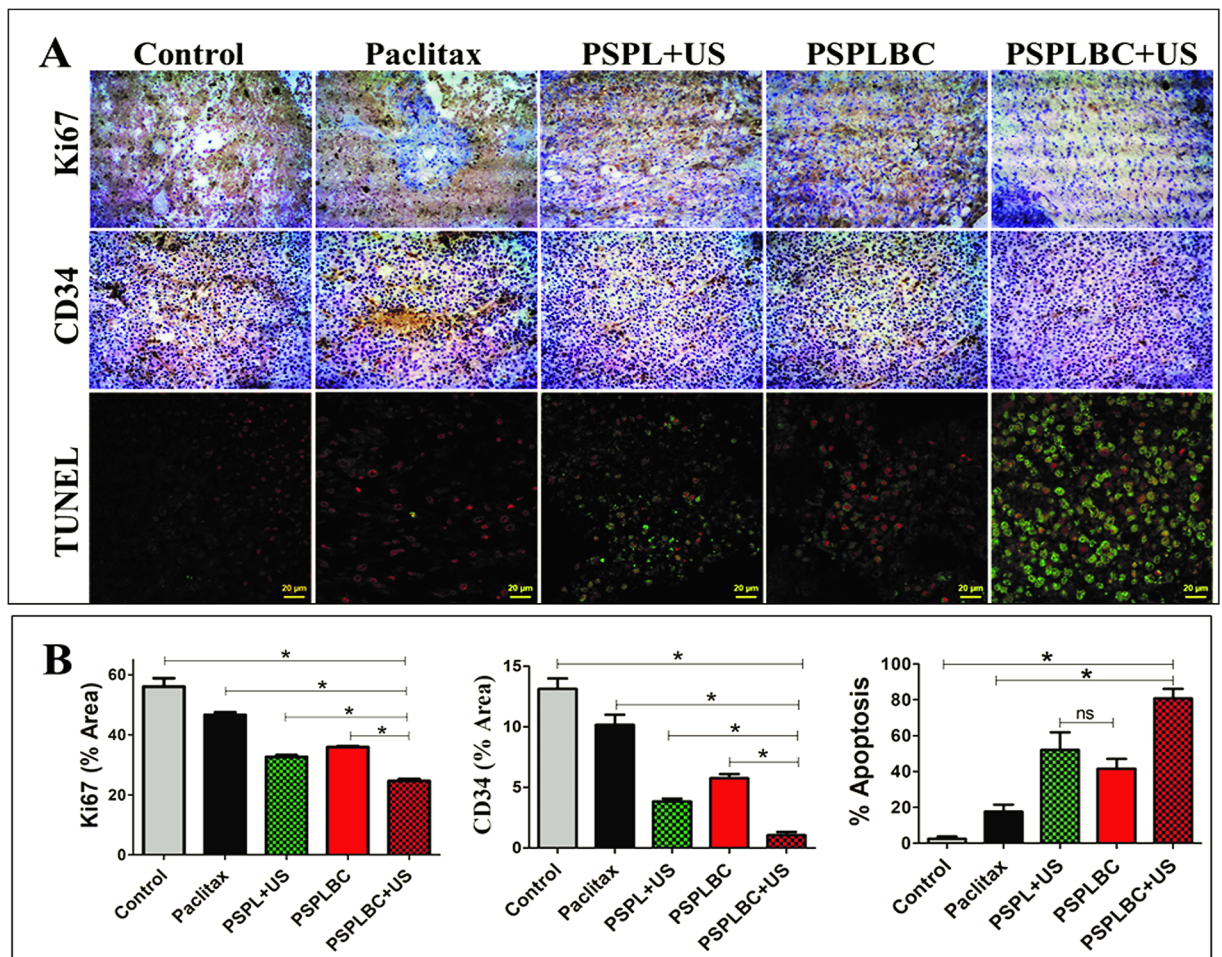 A
Control Paclitax PSPL+US PSPLBC PSPLBC+US
Ki67
CD34
TUNEL
20 µm 20 µm 20 µm 20 µm 20 µm
B
Ki67 (% Area)
60
40
20
0
* 
*
*
*
Control Paclitax PSPL+US PSPLBC PSPLBC+US
CD34 (% Area)
15
10
5
0
*
*
*
*
Control Paclitax PSPL+US PSPLBC PSPLBC+US
% Apoptosis
100
80
60
40
20
0
*
*
ns
Control Paclitax PSPL+US PSPLBC PSPLBC+US